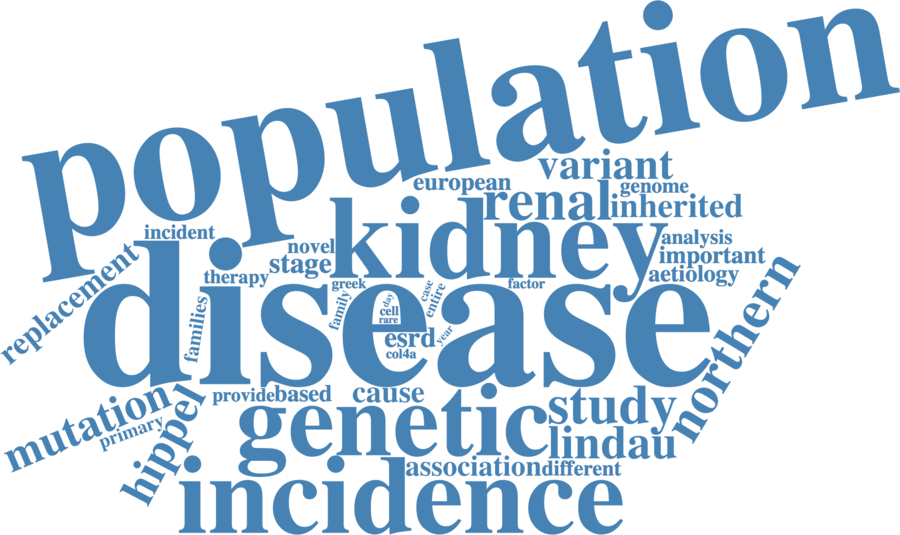 population
variant
european
genome
renal
inherited
kidney
incident
novel
analysis
important
stage
therapy
aetiology
replacement
disease
greek
factor
families
family
day
cell
rare
case
entire
esrd
year
col4a
northern
mutation
primary
hippel
provide
based
cause
genetic
study
lindau
association
different
incidence